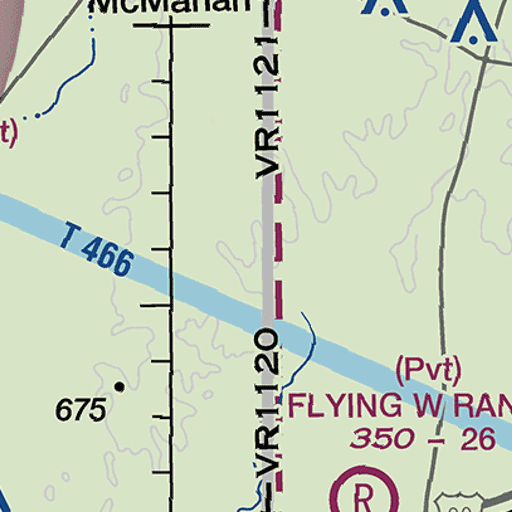 McMahan
VR1121
t)
T 466
VR1120
(Pvt)
675
FLYING W RAN
350 – 26
R